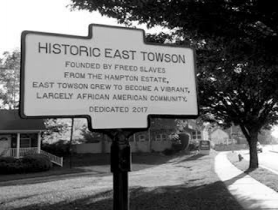 HISTORIC EAST TOWSON
FOUNDED BY FREED SLAVES
FROM THE HAMPTON ESTATE,
EAST TOWSON GREW TO BECOME A VIBRANT,
LARGELY AFRICAN AMERICAN COMMUNITY.
DEDICATED 2017